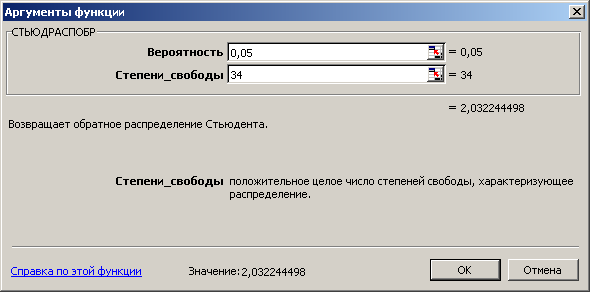 Аргументы функции
СТЬЮДРАСПОБР
Вероятность 0,05 = 0,05
Степени_свободы 34 = 34
= 2,032244498
Возвращает обратное распределение Стьюдента.
Степени_свободы положительное целое число степеней свободы, характеризующее
распределение.
Справка по этой функции Значение:2,032244498 ОК Отмена